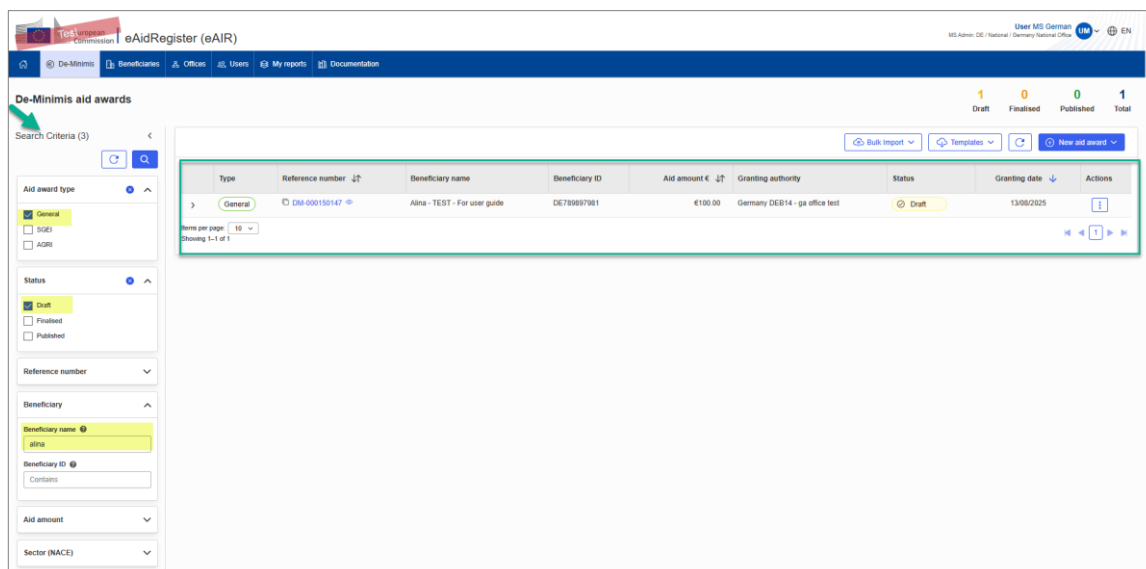 Test
European
Commission
eAidRegister (eAIR)
User MS German
MS Admin: DE / National / Germany National Office
UM
EN
De-Minimis
Beneficiaries
Offices
Users
My reports
Documentation
De-Minimis aid awards
1
0
0
1
Draft
Finalised
Published
Total
Search Criteria (3)
Bulk Import
Templates
New aid award
Aid award type
General
SGEI
AGRI
Status
Draft
Finalised
Published
Reference number
Beneficiary
Beneficiary name
alina
Beneficiary ID
Contains
Aid amount
Sector (NACE)
Type
Reference number
Beneficiary name
Beneficiary ID
Aid amount €
Granting authority
Status
Granting date
Actions
General
DM-000150147
Alina - TEST - For user guide
DE789897981
€100.00
Germany DEB14 - ga office test
Draft
13/08/2025
Items per page: 10
Showing 1–1 of 1
1